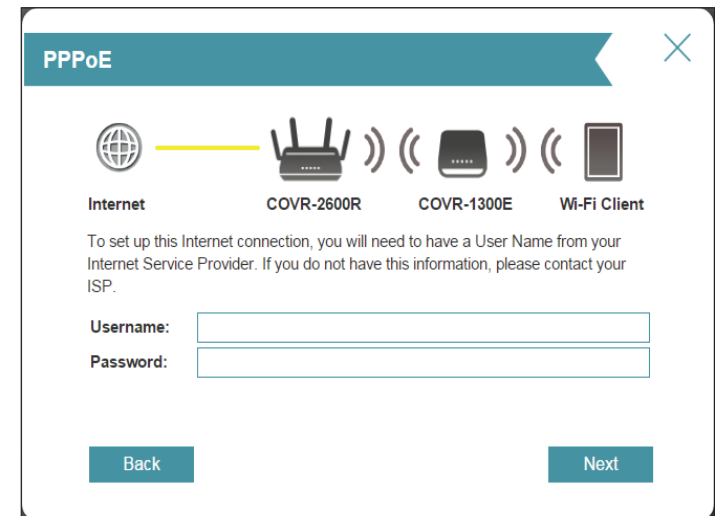 PPPoE
Internet COVR-2600R COVR-1300E Wi-Fi Client
To set up this Internet connection, you will need to have a User Name from your
Internet Service Provider. If you do not have this information, please contact your
ISP.
Username:
Password:
Back Next